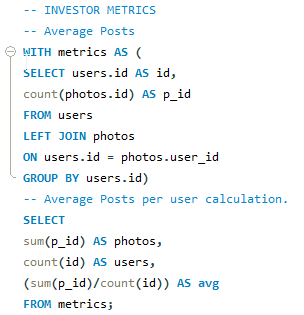 -- INVESTOR METRICS
-- Average Posts
WITH metrics AS (
SELECT users.id AS id,
count(photos.id) AS p_id
FROM users
LEFT JOIN photos
ON users.id = photos.user_id
GROUP BY users.id)
-- Average Posts per user calculation.
SELECT
sum(p_id) AS photos,
count(id) AS users,
(sum(p_id)/count(id)) AS avg
FROM metrics;